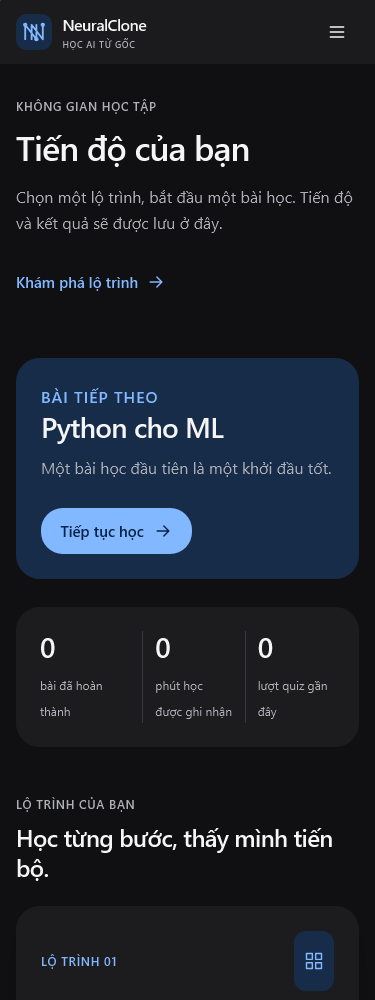 NeuralClone
HỌC AI TỪ GỐC
KHÔNG GIAN HỌC TẬP
Tiến độ của bạn
Chọn một lộ trình, bắt đầu một bài học. Tiến độ
và kết quả sẽ được lưu ở đây.
Khám phá lộ trình
BÀI TIẾP THEO
Python cho ML
Một bài học đầu tiên là một khởi đầu tốt.
Tiếp tục học
0
bài đã hoàn
thành
0
phút học
được ghi nhận
0
lượt quiz gần
đây
LỘ TRÌNH CỦA BẠN
Học từng bước, thấy mình tiến
bộ.
LỘ TRÌNH 01